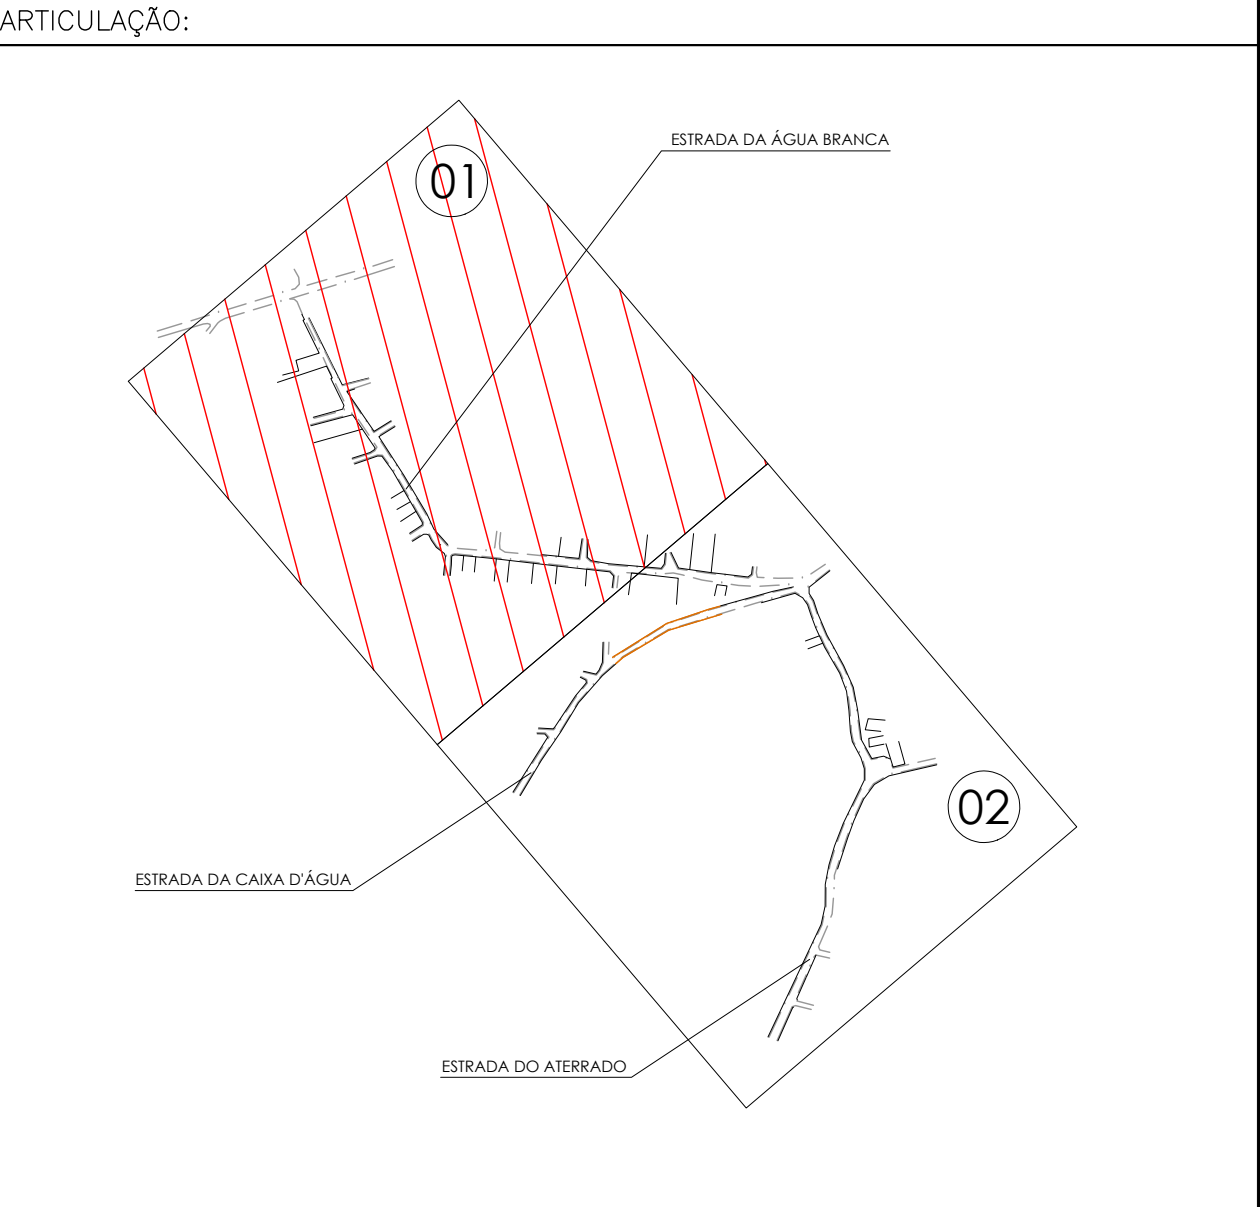 ARTICULAÇÃO:
ESTRADA DA ÁGUA BRANCA
01
02
ESTRADA DA CAIXA D'ÁGUA
ESTRADA DO ATERRADO